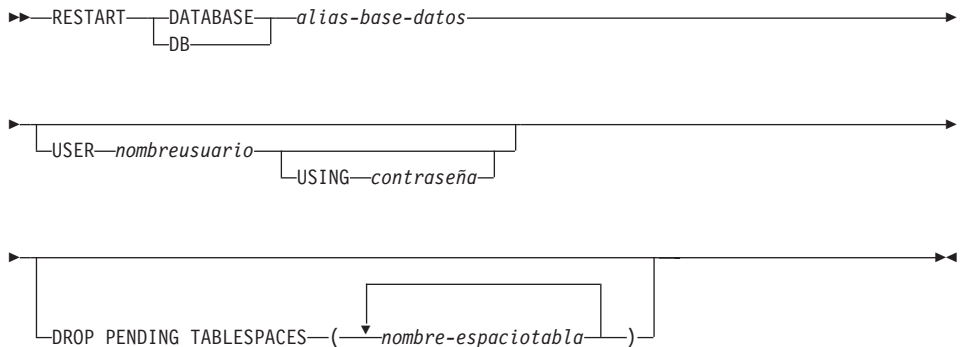 RESTART DATABASE alias-base-datos
DB
USER nombreusuario
USING contraseña
DROP PENDING TABLESPACES ( nombre-espaciotabla )